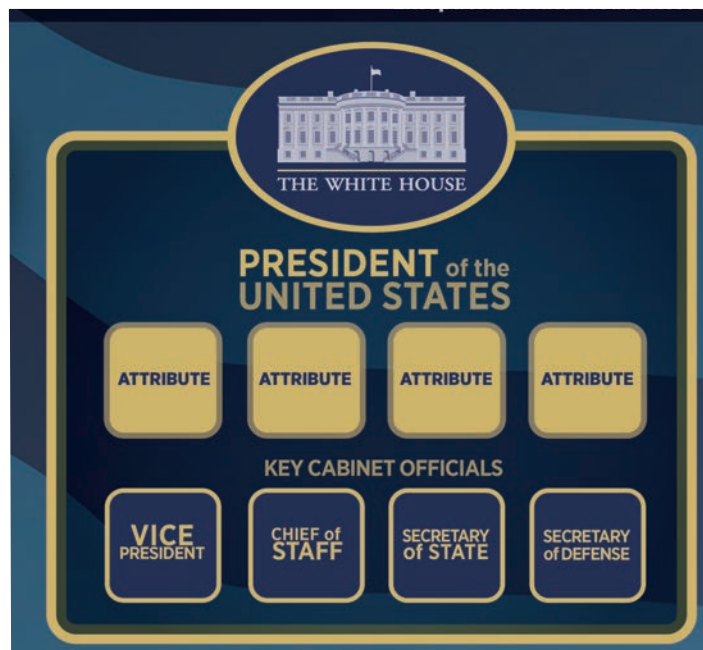 THE WHITE HOUSE
PRESIDENT of the
UNITED STATES
ATTRIBUTE ATTRIBUTE ATTRIBUTE ATTRIBUTE
KEY CABINET OFFICIALS
VICE CHIEF of SECRETARY SECRETARY
PRESIDENT STAFF of STATE of DEFENSE